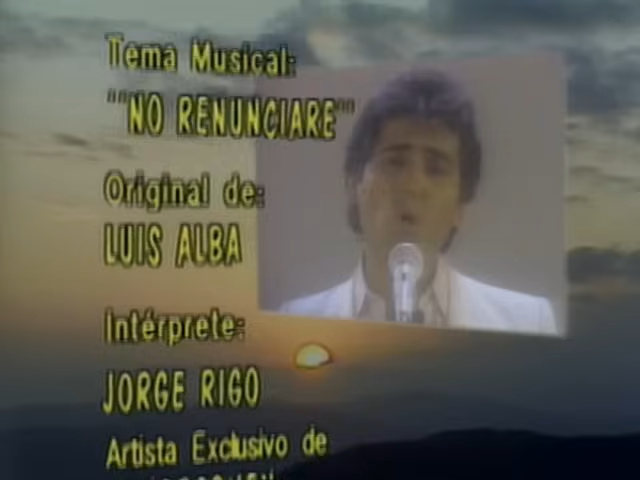 Tema Musical:
"NO RENUNCIARE"
Original de:
LUIS ALBA
Intérprete:
JORGE RIGO
Artista Exclusivo de